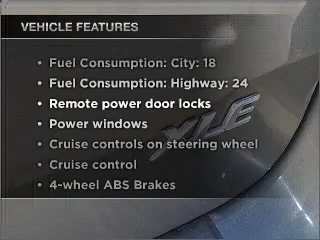 VEHICLE FEATURES
• Fuel Consumption: City: 18
• Fuel Consumption: Highway: 24
• Remote power door locks
• Power windows
• Cruise controls on steering wheel
• Cruise control
• 4-wheel ABS Brakes
XLE